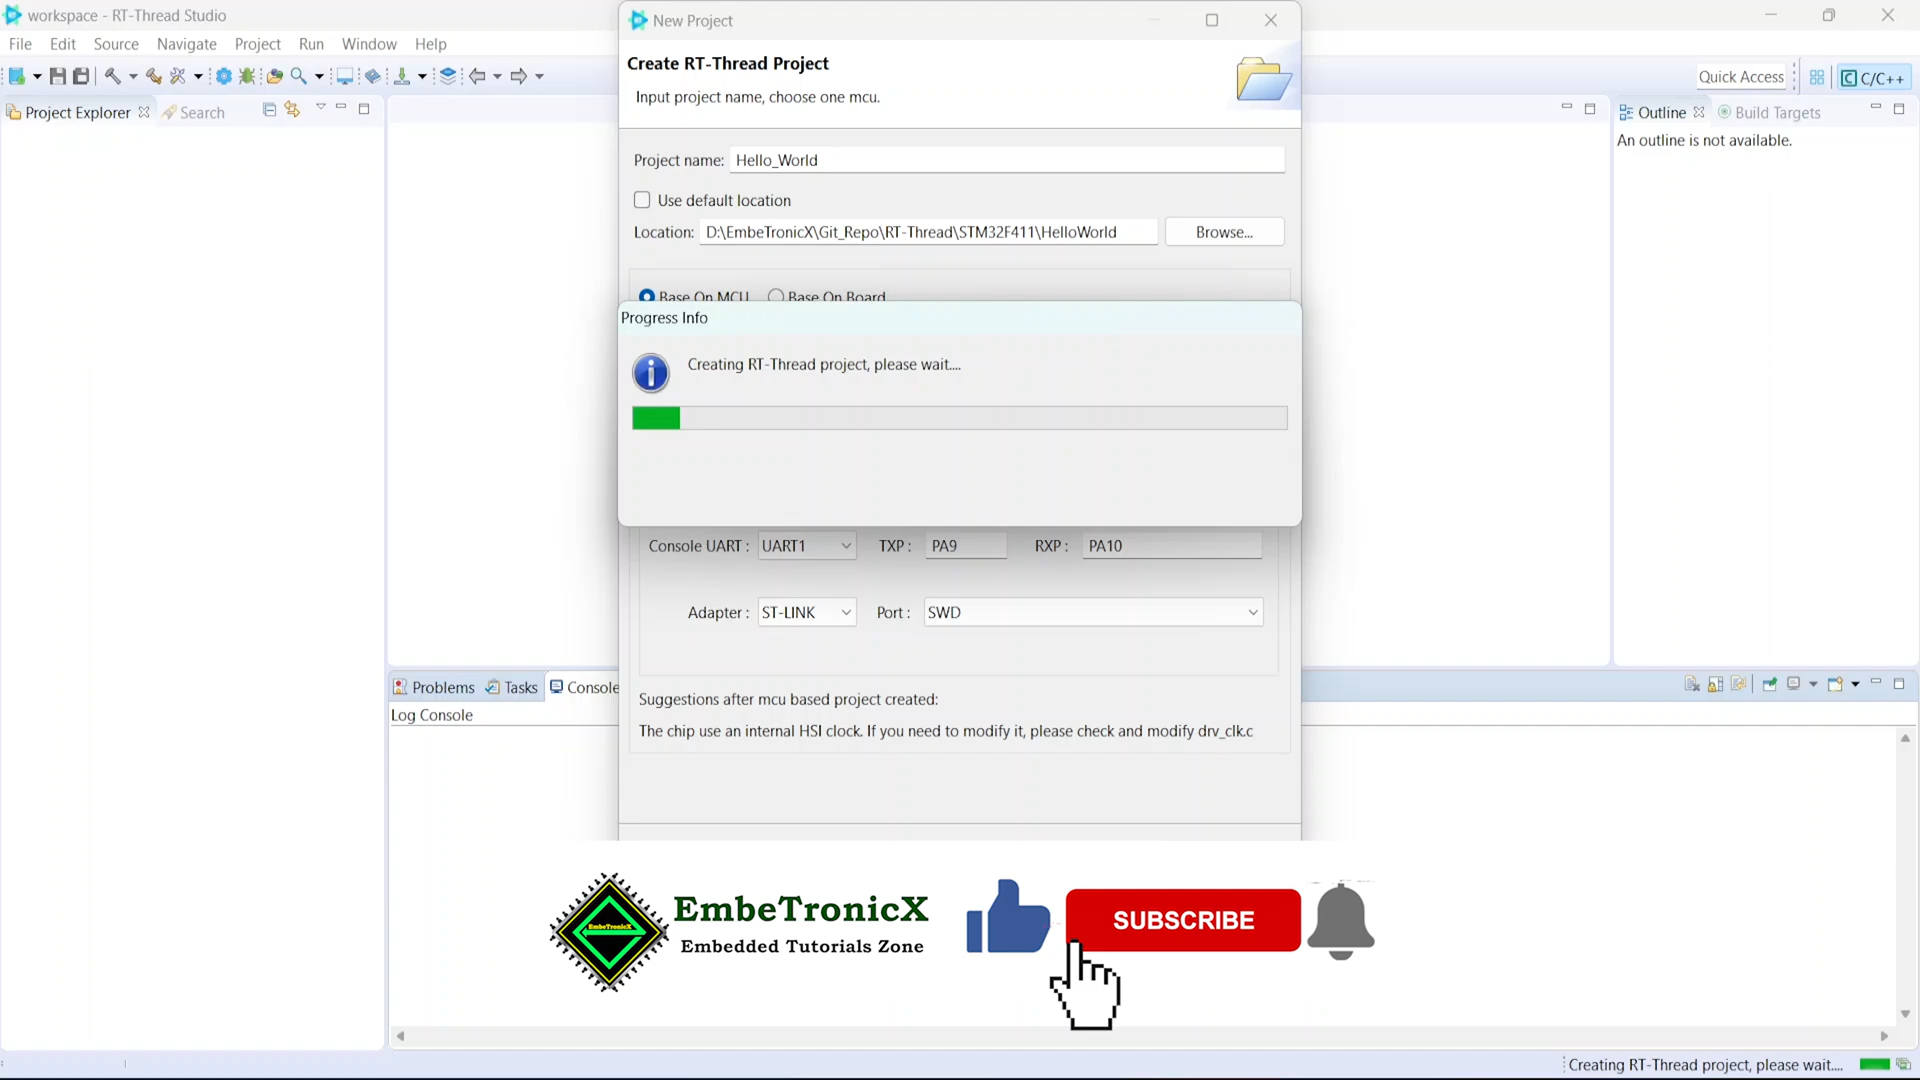 workspace - RT-Thread Studio
File Edit Source Navigate Project Run Window Help
Quick Access
C/C++
Project Explorer
Search
New Project
Create RT-Thread Project
Input project name, choose one mcu.
Project name: Hello_World
Use default location
Location: D:\EmbeTronicX\Git_Repo\RT-Thread\STM32F411\HelloWorld Browse...
Base On MCU Base On Board
Progress Info
Creating RT-Thread project, please wait....
Console UART : UART1 TXP : PA9 RXP : PA10
Adapter : ST-LINK Port : SWD
Suggestions after mcu based project created:
The chip use an internal HSI clock. If you need to modify it, please check and modify drv_clk.c
Outline Build Targets
An outline is not available.
Problems Tasks Console
Log Console
EmbeTronicX
EmbeTronicX
Embedded Tutorials Zone
SUBSCRIBE
Creating RT-Thread project, please wait....